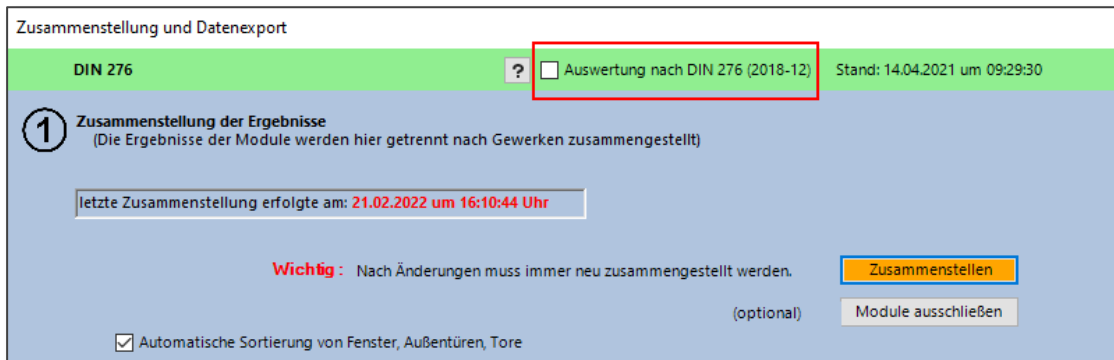 Zusammenstellung und Datenexport
DIN 276 ? Auswertung nach DIN 276 (2018-12) Stand: 14.04.2021 um 09:29:30
1 Zusammenstellung der Ergebnisse
(Die Ergebnisse der Module werden hier getrennt nach Gewerken zusammengestellt)
letzte Zusammenstellung erfolgte am: 21.02.2022 um 16:10:44 Uhr
Wichtig : Nach Änderungen muss immer neu zusammengestellt werden. Zusammenstellen
(optional) Module ausschließen
Automatische Sortierung von Fenster, Außentüren, Tore